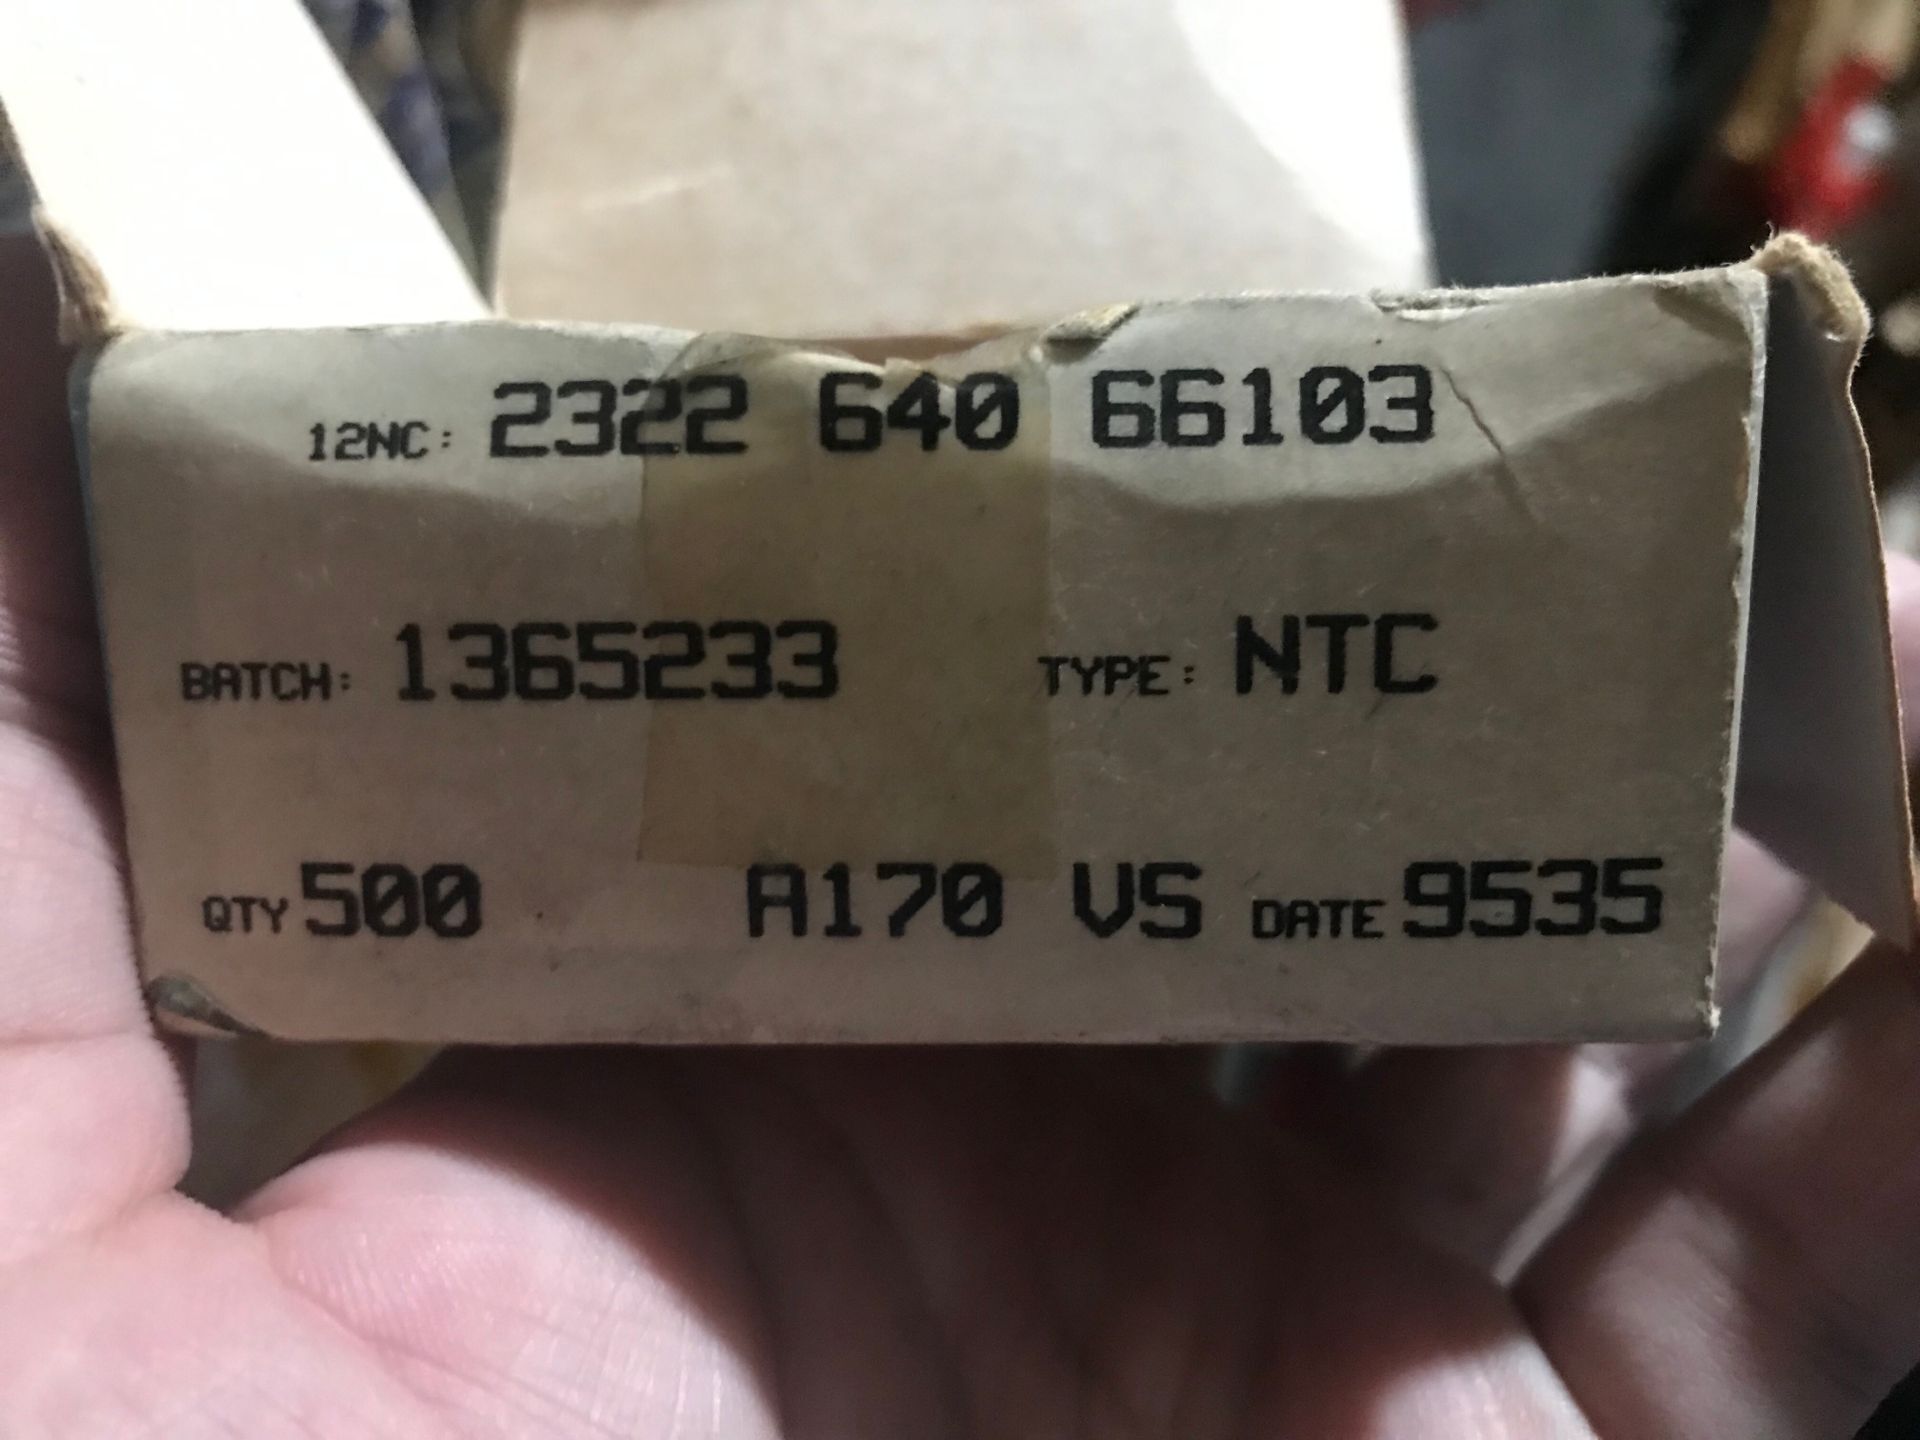 12NC: 2322 640 66103
BATCH: 1365233 TYPE: NTC
QTY 500 A170 VS DATE 9535